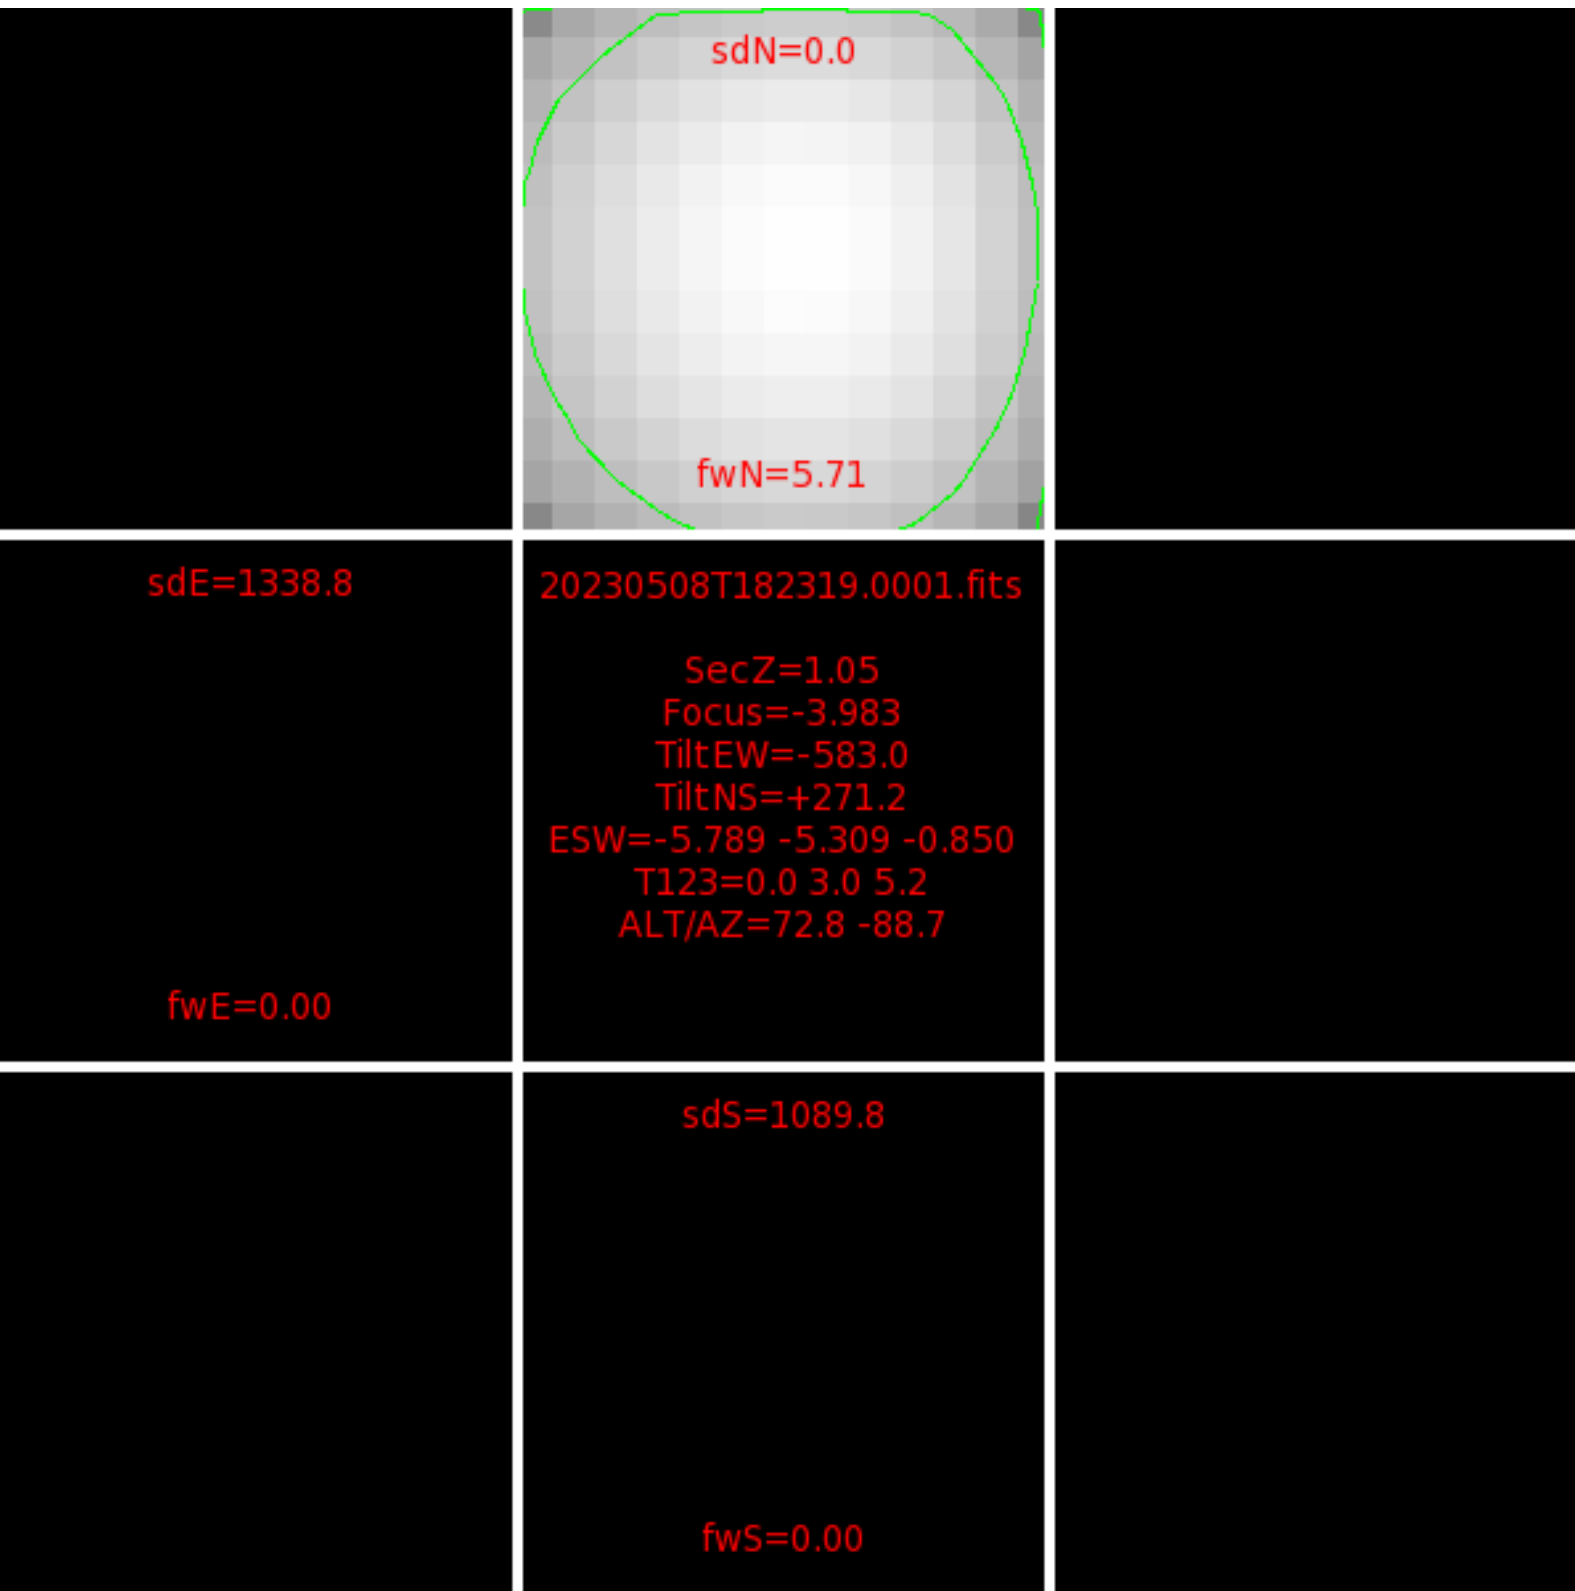 sdN=0.0
fwN=5.71
sdE=1338.8
fwE=0.00
20230508T182319.0001.fits
SecZ=1.05
Focus=-3.983
TiltEW=-583.0
TiltNS=+271.2
ESW=-5.789 -5.309 -0.850
T123=0.0 3.0 5.2
ALT/AZ=72.8 -88.7
sdS=1089.8
fwS=0.00